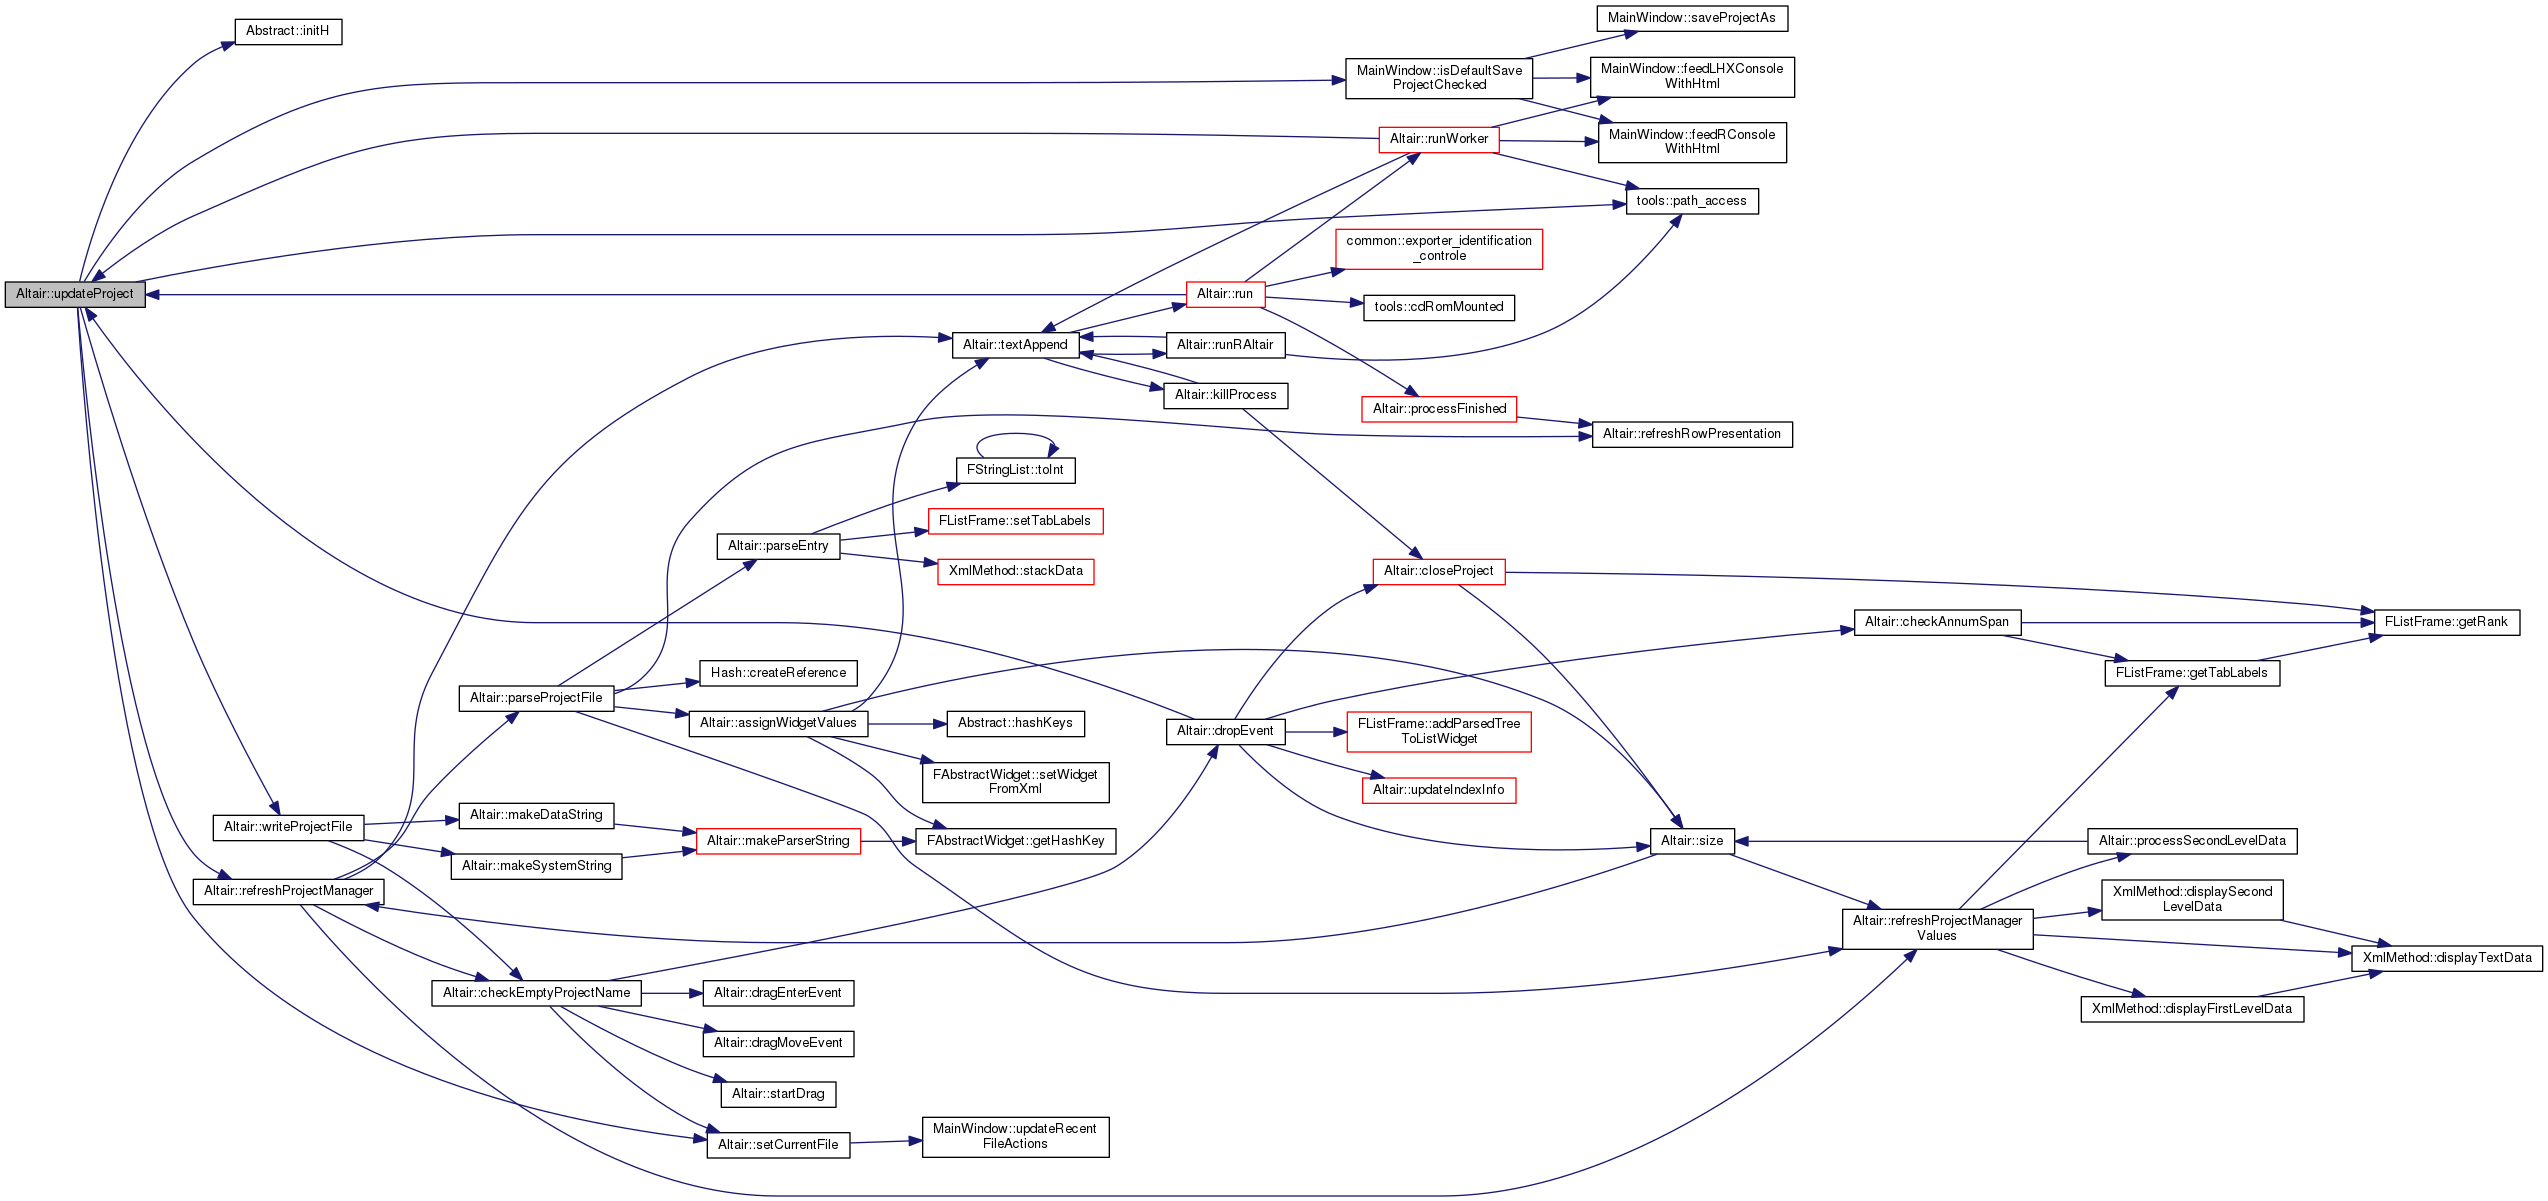 Altair::updateProject
Abstract::initH
MainWindow::isDefaultSave
ProjectChecked
MainWindow::saveProjectAs
MainWindow::feedLHXConsole
WithHtml
MainWindow::feedRConsole
WithHtml
Altair::runWorker
tools::path_access
common::exporter_identification
_controle
Altair::run
tools::cdRomMounted
Altair::textAppend
Altair::runRAltair
Altair::killProcess
Altair::processFinished
Altair::refreshRowPresentation
FStringList::toInt
FListFrame::setTabLabels
Altair::parseEntry
XmlMethod::stackData
Altair::closeProject
Altair::checkAnnumSpan
FListFrame::getRank
FListFrame::getTabLabels
Hash::createReference
Altair::parseProjectFile
Altair::assignWidgetValues
Abstract::hashKeys
Altair::dropEvent
FListFrame::addParsedTree
ToListWidget
FAbstractWidget::setWidget
FromXml
Altair::updateIndexInfo
Altair::makeDataString
Altair::writeProjectFile
Altair::makeParserString
FAbstractWidget::getHashKey
Altair::size
Altair::processSecondLevelData
Altair::makeSystemString
Altair::refreshProjectManager
XmlMethod::displaySecond
LevelData
Altair::refreshProjectManager
Values
XmlMethod::displayTextData
Altair::checkEmptyProjectName
Altair::dragEnterEvent
XmlMethod::displayFirstLevelData
Altair::dragMoveEvent
Altair::startDrag
Altair::setCurrentFile
MainWindow::updateRecent
FileActions